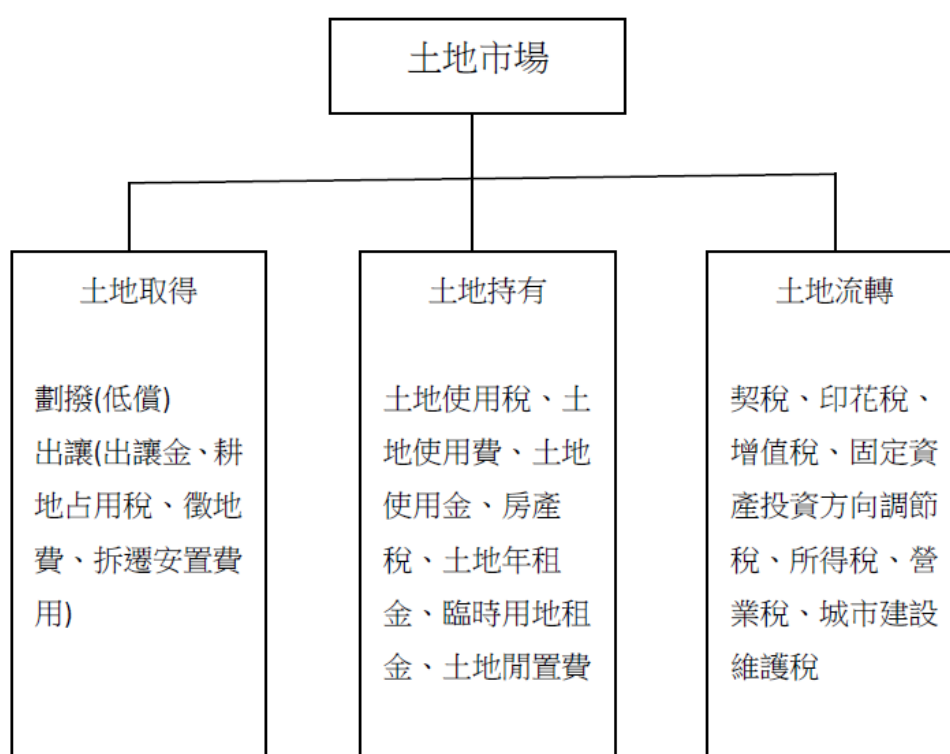 土地市場
土地取得
劃撥(低償)
出讓(出讓金、耕
地占用稅、徵地
費、拆遷安置費
用)
土地持有
土地使用稅、土
地使用費、土地
使用金、房產
稅、土地年租
金、臨時用地租
金、土地閒置費
土地流轉
契稅、印花稅、
增值稅、固定資
產投資方向調節
稅、所得稅、營
業稅、城市建設
維護稅